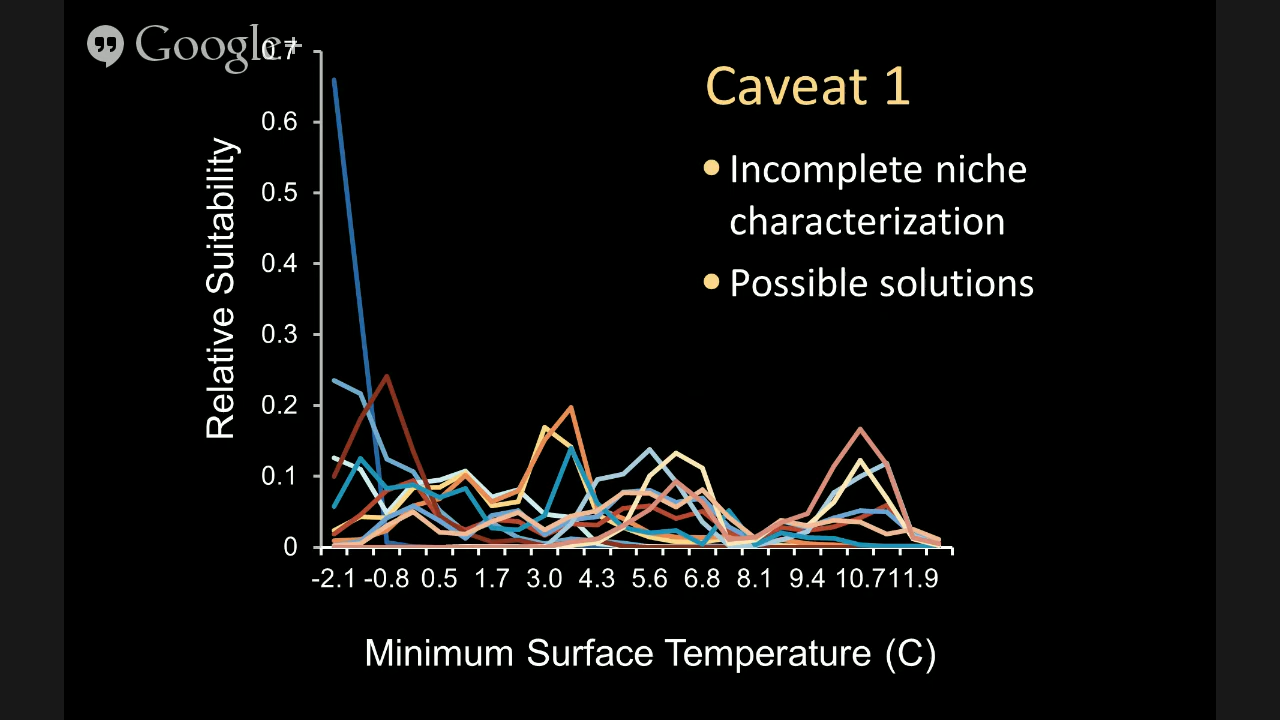 Google+
Caveat 1
Incomplete niche
characterization
Possible solutions
Relative Suitability
0.7
0.6
0.5
0.4
0.3
0.2
0.1
0
-2.1 -0.8 0.5 1.7 3.0 4.3 5.6 6.8 8.1 9.4 10.7 11.9
Minimum Surface Temperature (C)